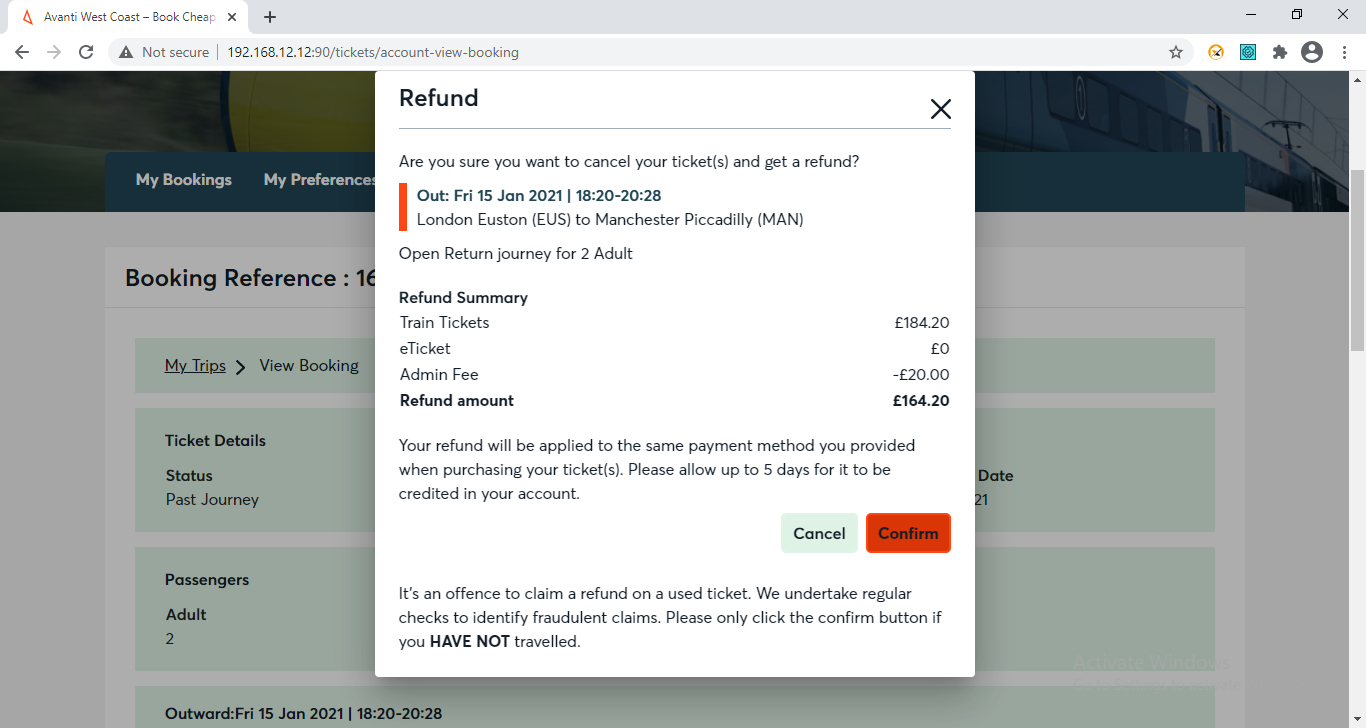 Avanti West Coast – Book Cheap
Not secure
192.168.12.12:90/tickets/account-view-booking
Refund
My Bookings
My Preferences
Are you sure you want to cancel your ticket(s) and get a refund?
Out: Fri 15 Jan 2021 | 18:20-20:28
London Euston (EUS) to Manchester Piccadilly (MAN)
Open Return journey for 2 Adult
Booking Reference : 16
Refund Summary
Train Tickets £184.20
eTicket £0
Admin Fee -£20.00
Refund amount £164.20
My Trips
View Booking
Your refund will be applied to the same payment method you provided
when purchasing your ticket(s). Please allow up to 5 days for it to be
credited in your account.
Ticket Details
Status
Past Journey
Date
21
Cancel
Confirm
Passengers
Adult
2
It's an offence to claim a refund on a used ticket. We undertake regular
checks to identify fraudulent claims. Please only click the confirm button if
you HAVE NOT travelled.
Activate Windows
Outward:Fri 15 Jan 2021 | 18:20-20:28